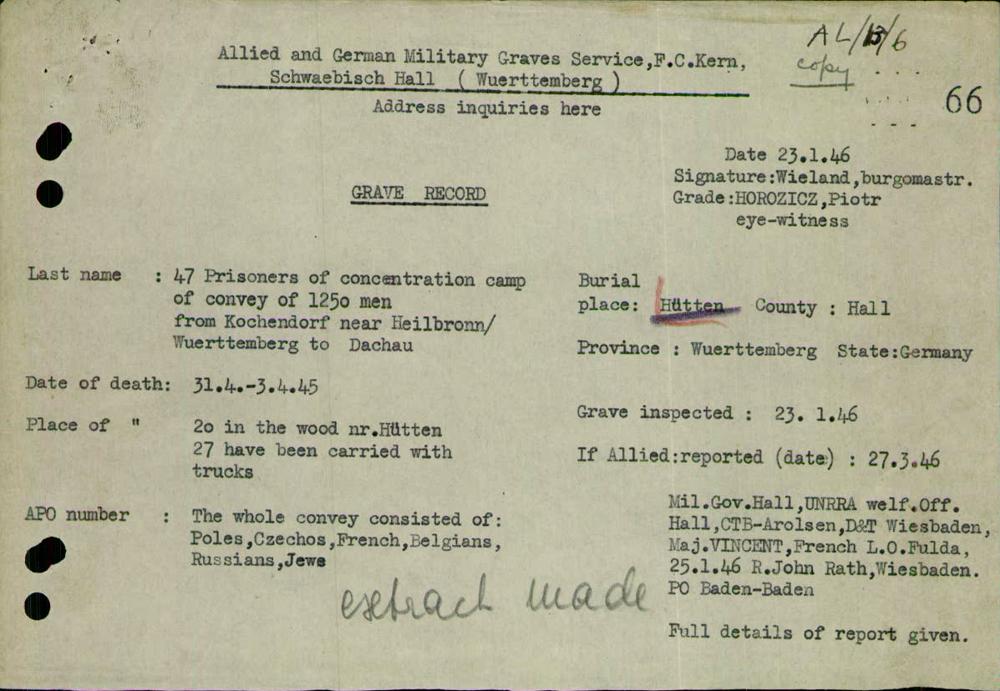 AL/13/6
copy
Allied and German Military Graves Service,F.C.Kern,
Schwaebisch Hall ( Wuerttemberg )
Address inquiries here
66
Date 23.1.46
Signature:Wieland,burgomastr.
Grade:HOROZICZ,Piotr
eye-witness
GRAVE RECORD
Last name : 47 Prisoners of concentration camp
of convey of 125o men
from Kochendorf near Heilbronn/
Wuerttemberg to Dachau
Date of death: 31.4.-3.4.45
Place of " 2o in the wood nr.Hütten
27 have been carried with
trucks
APO number : The whole convey consisted of:
Poles,Czechos,French,Belgians,
Russians,Jews
Burial
place: Hütten County : Hall
Province : Wuerttemberg State:Germany
Grave inspected : 23. 1.46
If Allied:reported (date) : 27.3.46
Mil.Gov.Hall,UNRRA welf.Off.
Hall,CTB-Arolsen,D&T Wiesbaden,
Maj.VINCENT,French L.O.Fulda,
25.1.46 R.John Rath,Wiesbaden.
PO Baden-Baden
Full details of report given.
extract made